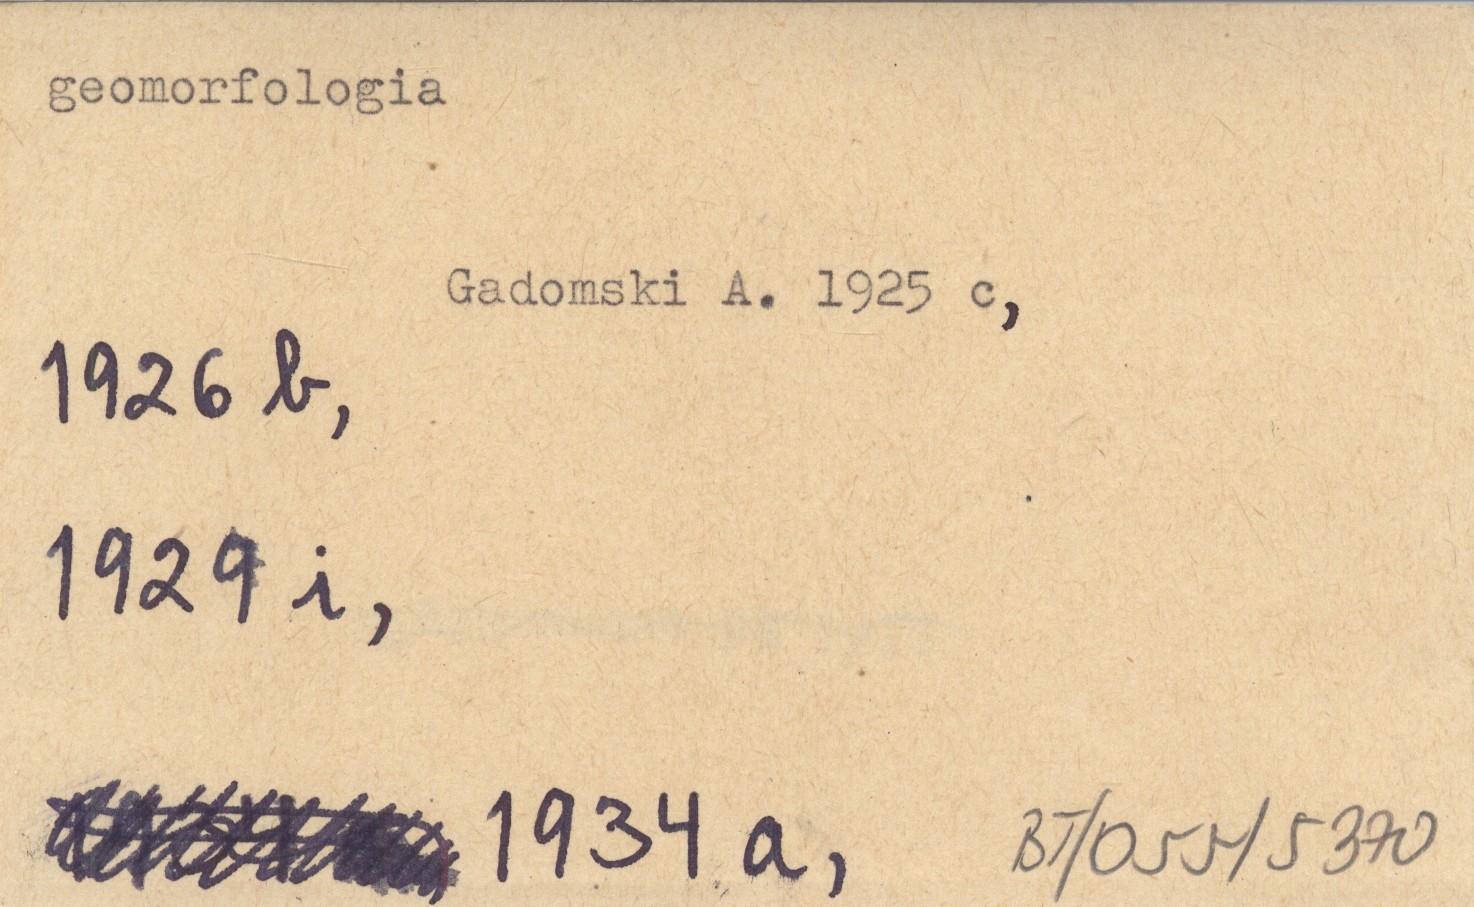 geomorfologia
Gadomski A. 1925 c,
1926 b,
1929 i,
1934 a,
BT/055/5370